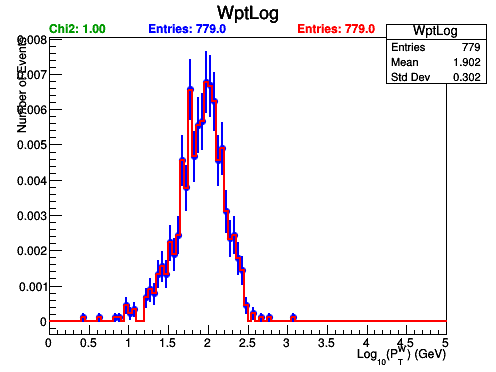 WptLog
Chi2: 1.00 Entries: 779.0 Entries: 779.0
WptLog
Entries 779
Mean 1.902
Std Dev 0.302
Number of Events
0.008
0.007
0.006
0.005
0.004
0.003
0.002
0.001
0
0 0.5 1 1.5 2 2.5 3 3.5 4 4.5 5
Log10(PTW) (GeV)